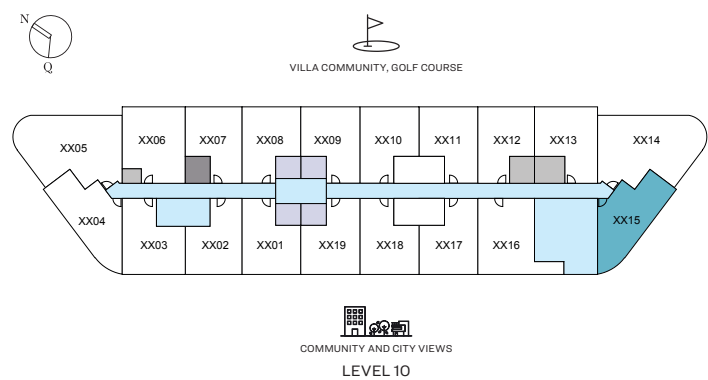 N
Q
VILLA COMMUNITY, GOLF COURSE
XX05
XX06
XX07
XX08
XX09
XX10
XX11
XX12
XX13
XX14
XX04
XX03
XX02
XX01
XX19
XX18
XX17
XX16
XX15
COMMUNITY AND CITY VIEWS
LEVEL 10